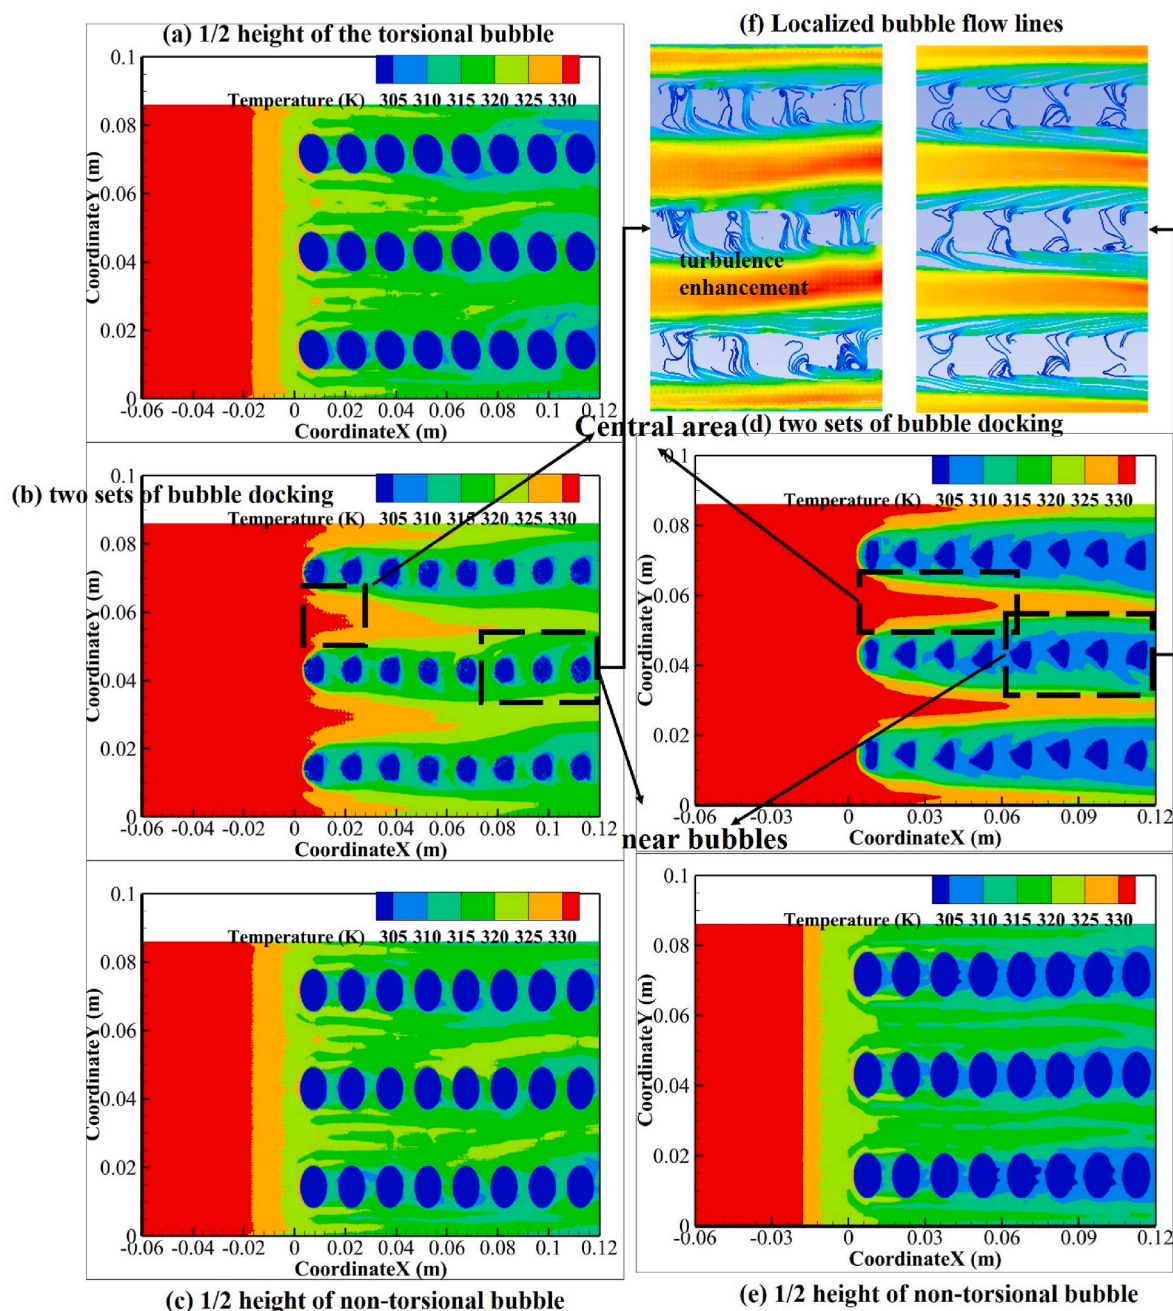 (a) 1/2 height of the torsional bubble
0.1
0.08
0.06
0.04
0.02
0
CoordinateY (m)
Temperature (K) 305 310 315 320 325 330
-0.06 -0.04 -0.02 0 0.02 0.04 0.06 0.08 0.1 0.12
CoordinateX (m)
(f) Localized bubble flow lines
turbulence
enhancement
Central area
(b) two sets of bubble docking
0.1
0.08
0.06
0.04
0.02
0
CoordinateY (m)
Temperature (K) 305 310 315 320 325 330
-0.06 -0.04 -0.02 0 0.02 0.04 0.06 0.08 0.1 0.12
CoordinateX (m)
(d) two sets of bubble docking
0.1
0.08
0.06
0.04
0.02
0
CoordinateY (m)
Temperature (K) 305 310 315 320 325 330
-0.06 -0.03 0 0.03 0.06 0.09 0.12
CoordinateX (m)
near bubbles
0.1
0.08
0.06
0.04
0.02
0
CoordinateY (m)
Temperature (K) 305 310 315 320 325 330
-0.06 -0.04 -0.02 0 0.02 0.04 0.06 0.08 0.1 0.12
CoordinateX (m)
(c) 1/2 height of non-torsional bubble
0.1
0.08
0.06
0.04
0.02
0
CoordinateY (m)
Temperature (K) 305 310 315 320 325 330
-0.06 -0.03 0 0.03 0.06 0.09 0.12
CoordinateX (m)
(e) 1/2 height of non-torsional bubble